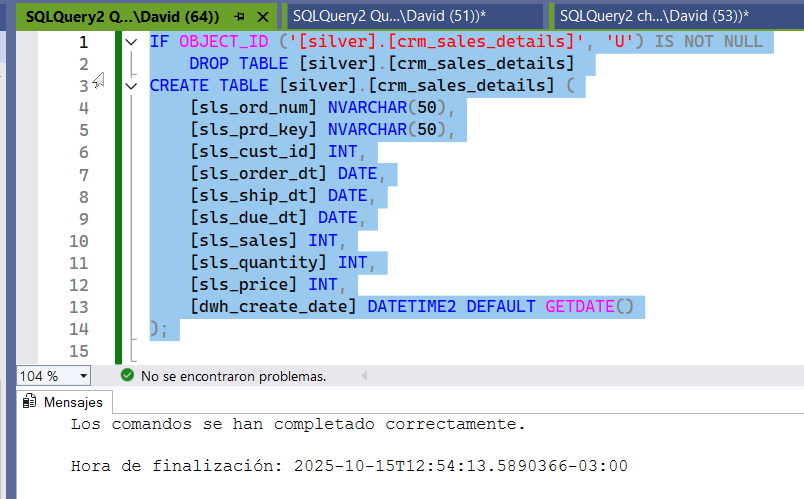 SQLQuery2 Q...\David (64))
SQLQuery2 Qu...\David (51))*
SQLQuery2 ch...\David (53))*
1 IF OBJECT_ID ('[silver].[crm_sales_details]', 'U') IS NOT NULL
2 DROP TABLE [silver].[crm_sales_details]
3 CREATE TABLE [silver].[crm_sales_details] (
4 [sls_ord_num] NVARCHAR(50),
5 [sls_prd_key] NVARCHAR(50),
6 [sls_cust_id] INT,
7 [sls_order_dt] DATE,
8 [sls_ship_dt] DATE,
9 [sls_due_dt] DATE,
10 [sls_sales] INT,
11 [sls_quantity] INT,
12 [sls_price] INT,
13 [dwh_create_date] DATETIME2 DEFAULT GETDATE()
14 );
15
104 % No se encontraron problemas.
Mensajes
Los comandos se han completado correctamente.
Hora de finalización: 2025-10-15T12:54:13.5890366-03:00